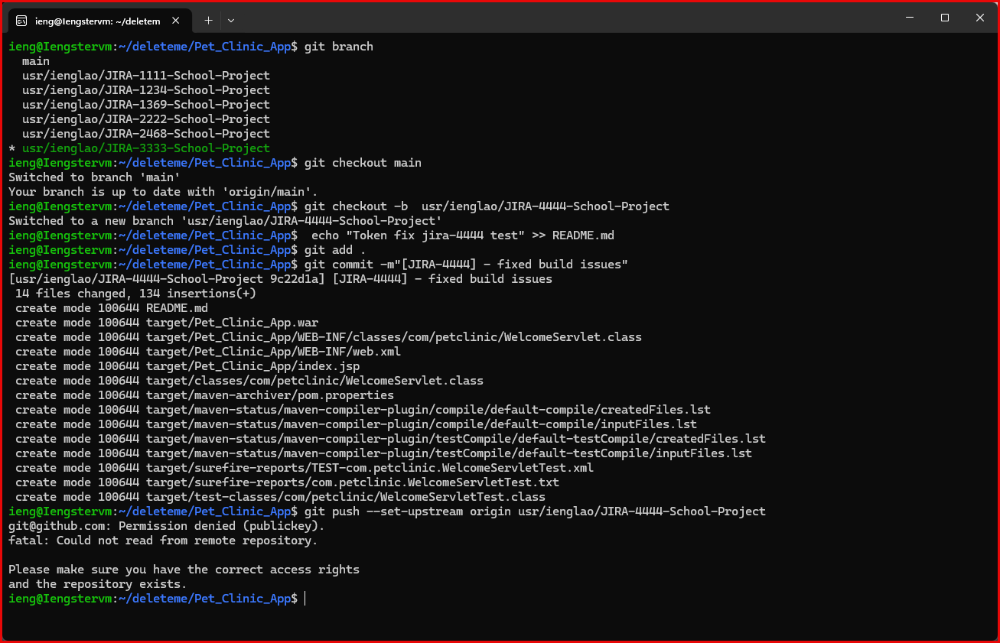 ieng@Iengstervm: ~/deletem
ieng@Iengstervm:~/deleteme/Pet_Clinic_App$ git branch
  main
  usr/ienglao/JIRA-1111-School-Project
  usr/ienglao/JIRA-1234-School-Project
  usr/ienglao/JIRA-1369-School-Project
  usr/ienglao/JIRA-2222-School-Project
  usr/ienglao/JIRA-2468-School-Project
* usr/ienglao/JIRA-3333-School-Project
ieng@Iengstervm:~/deleteme/Pet_Clinic_App$ git checkout main
Switched to branch 'main'
Your branch is up to date with 'origin/main'.
ieng@Iengstervm:~/deleteme/Pet_Clinic_App$ git checkout -b  usr/ienglao/JIRA-4444-School-Project
Switched to a new branch 'usr/ienglao/JIRA-4444-School-Project'
ieng@Iengstervm:~/deleteme/Pet_Clinic_App$  echo "Token fix jira-4444 test" >> README.md
ieng@Iengstervm:~/deleteme/Pet_Clinic_App$ git add .
ieng@Iengstervm:~/deleteme/Pet_Clinic_App$ git commit -m"[JIRA-4444] - fixed build issues"
[usr/ienglao/JIRA-4444-School-Project 9c22d1a] [JIRA-4444] - fixed build issues
 14 files changed, 134 insertions(+)
 create mode 100644 README.md
 create mode 100644 target/Pet_Clinic_App.war
 create mode 100644 target/Pet_Clinic_App/WEB-INF/classes/com/petclinic/WelcomeServlet.class
 create mode 100644 target/Pet_Clinic_App/WEB-INF/web.xml
 create mode 100644 target/Pet_Clinic_App/index.jsp
 create mode 100644 target/classes/com/petclinic/WelcomeServlet.class
 create mode 100644 target/maven-archiver/pom.properties
 create mode 100644 target/maven-status/maven-compiler-plugin/compile/default-compile/createdFiles.lst
 create mode 100644 target/maven-status/maven-compiler-plugin/compile/default-compile/inputFiles.lst
 create mode 100644 target/maven-status/maven-compiler-plugin/testCompile/default-testCompile/createdFiles.lst
 create mode 100644 target/maven-status/maven-compiler-plugin/testCompile/default-testCompile/inputFiles.lst
 create mode 100644 target/surefire-reports/TEST-com.petclinic.WelcomeServletTest.xml
 create mode 100644 target/surefire-reports/com.petclinic.WelcomeServletTest.txt
 create mode 100644 target/test-classes/com/petclinic/WelcomeServletTest.class
ieng@Iengstervm:~/deleteme/Pet_Clinic_App$ git push --set-upstream origin usr/ienglao/JIRA-4444-School-Project
git@github.com: Permission denied (publickey).
fatal: Could not read from remote repository.

Please make sure you have the correct access rights
and the repository exists.
ieng@Iengstervm:~/deleteme/Pet_Clinic_App$